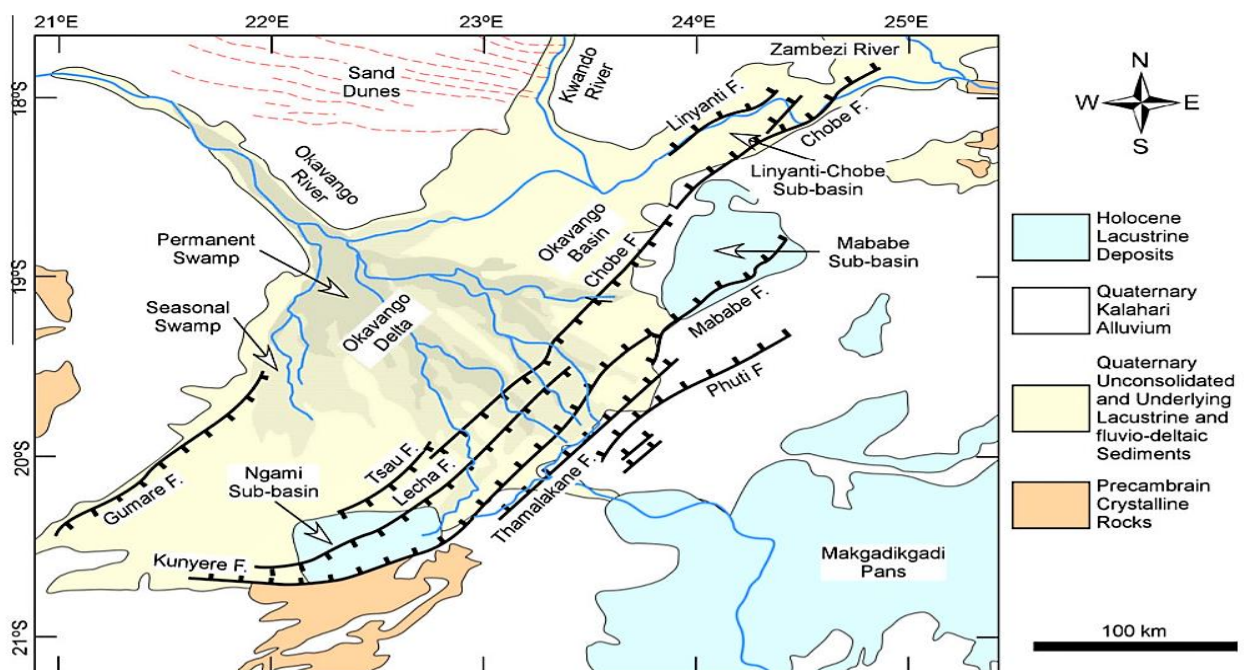 21°E
22°E
23°E
24°E
25°E
18°S
19°S
20°S
21°S
Sand
Dunes
Kwando
River
Zambezi River
Linyanti F.
Chobe F.
Linyanti-Chobe
Sub-basin
Okavango
River
Permanent
Swamp
Okavango
Basin
Chobe F.
Mababe
Sub-basin
Seasonal
Swamp
Okavango
Delta
Mababe F.
Phuti F
Tsau F.
Lecha F.
Ngami
Sub-basin
Gumare F.
Thamalakane F.
Kunyere F.
Makgadikgadi
Pans
N
W
E
S
Holocene
Lacustrine
Deposits
Quaternary
Kalahari
Alluvium
Quaternary
Unconsolidated
and Underlying
Lacustrine and
fluvio-deltaic
Sediments
Precambrain
Crystalline
Rocks
100 km